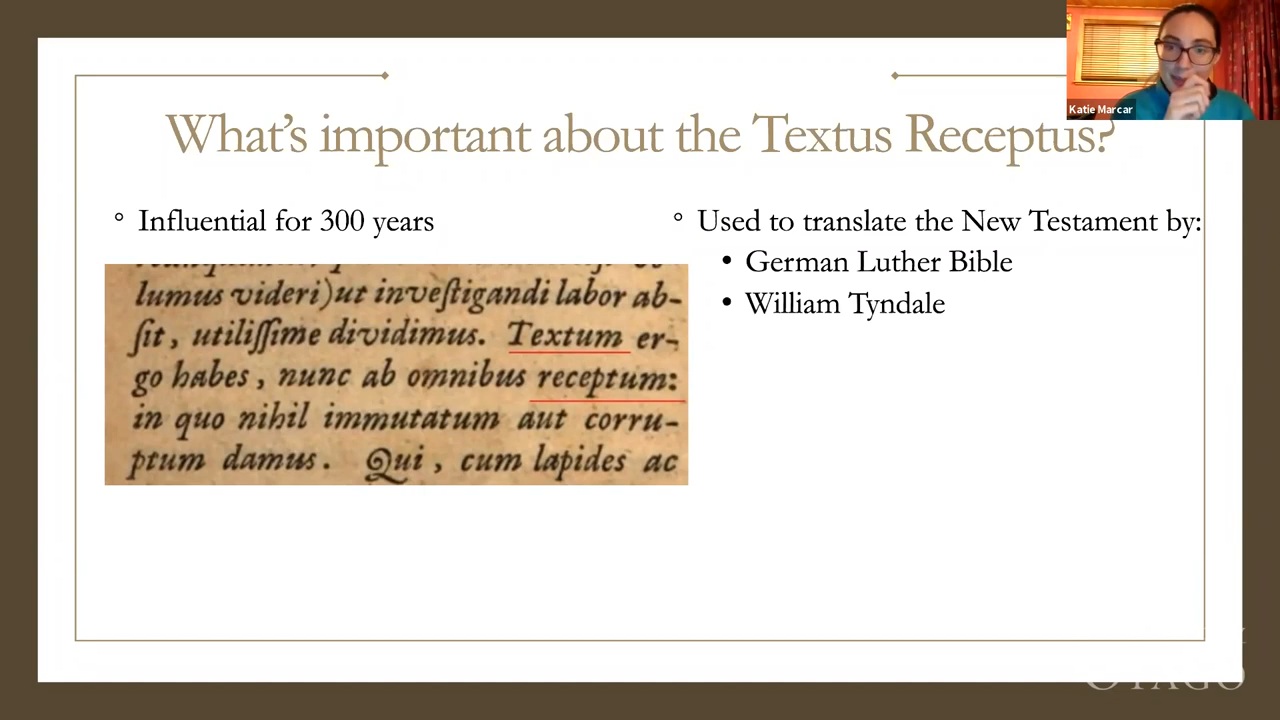 Katie Marcar
What's important about the Textus Receptus?
° Influential for 300 years
lumus videri)ut inveſtigandi labor ab-
ſit, utiliſſime dividimus. Textum er-
go habes, nunc ab omnibus receptum:
in quo nihil immutatum aut corru-
ptum damus. Qui, cum lapides ac
° Used to translate the New Testament by:
• German Luther Bible
• William Tyndale